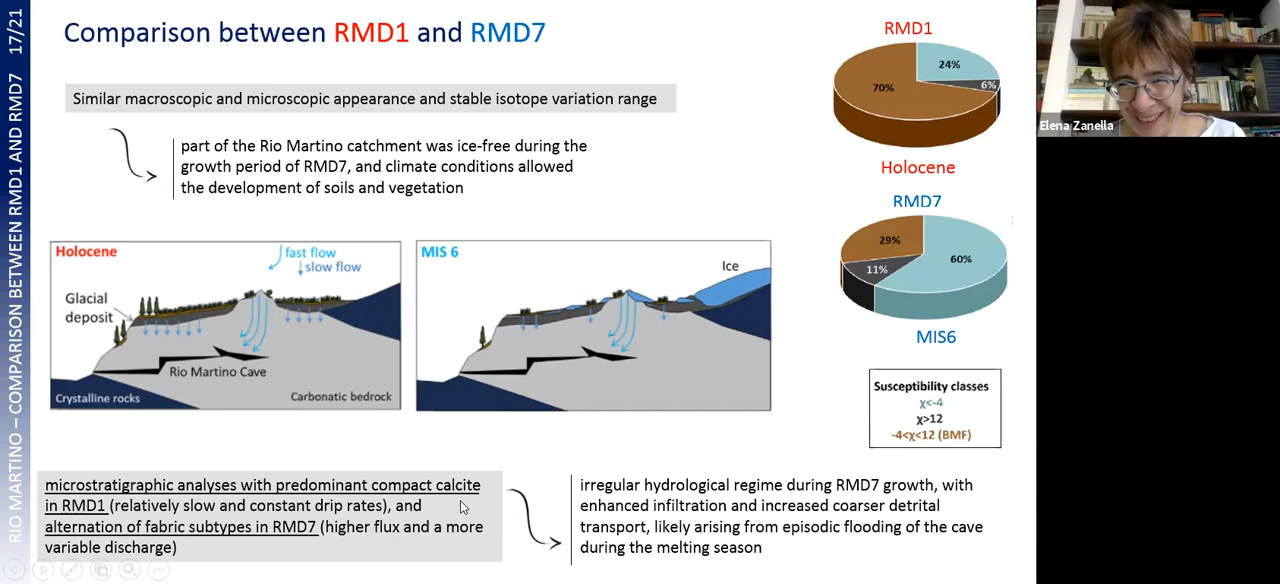 RIO MARTINO – COMPARISON BETWEEN RMD1 AND RMD7 17/21
Comparison between RMD1 and RMD7
Similar macroscopic and microscopic appearance and stable isotope variation range
part of the Rio Martino catchment was ice-free during the
growth period of RMD7, and climate conditions allowed
the development of soils and vegetation
Holocene
fast flow
slow flow
Glacial
deposit
Rio Martino Cave
Crystalline rocks
Carbonatic bedrock
MIS 6
Ice
microstratigraphic analyses with predominant compact calcite
in RMD1 (relatively slow and constant drip rates), and
alternation of fabric subtypes in RMD7 (higher flux and a more
variable discharge)
irregular hydrological regime during RMD7 growth, with
enhanced infiltration and increased coarser detrital
transport, likely arising from episodic flooding of the cave
during the melting season
RMD1
24%
6%
70%
Holocene
RMD7
29%
60%
11%
MIS6
Susceptibility classes
χ<-4
χ>12
-4<χ<12 (BMF)
Elena Zanella